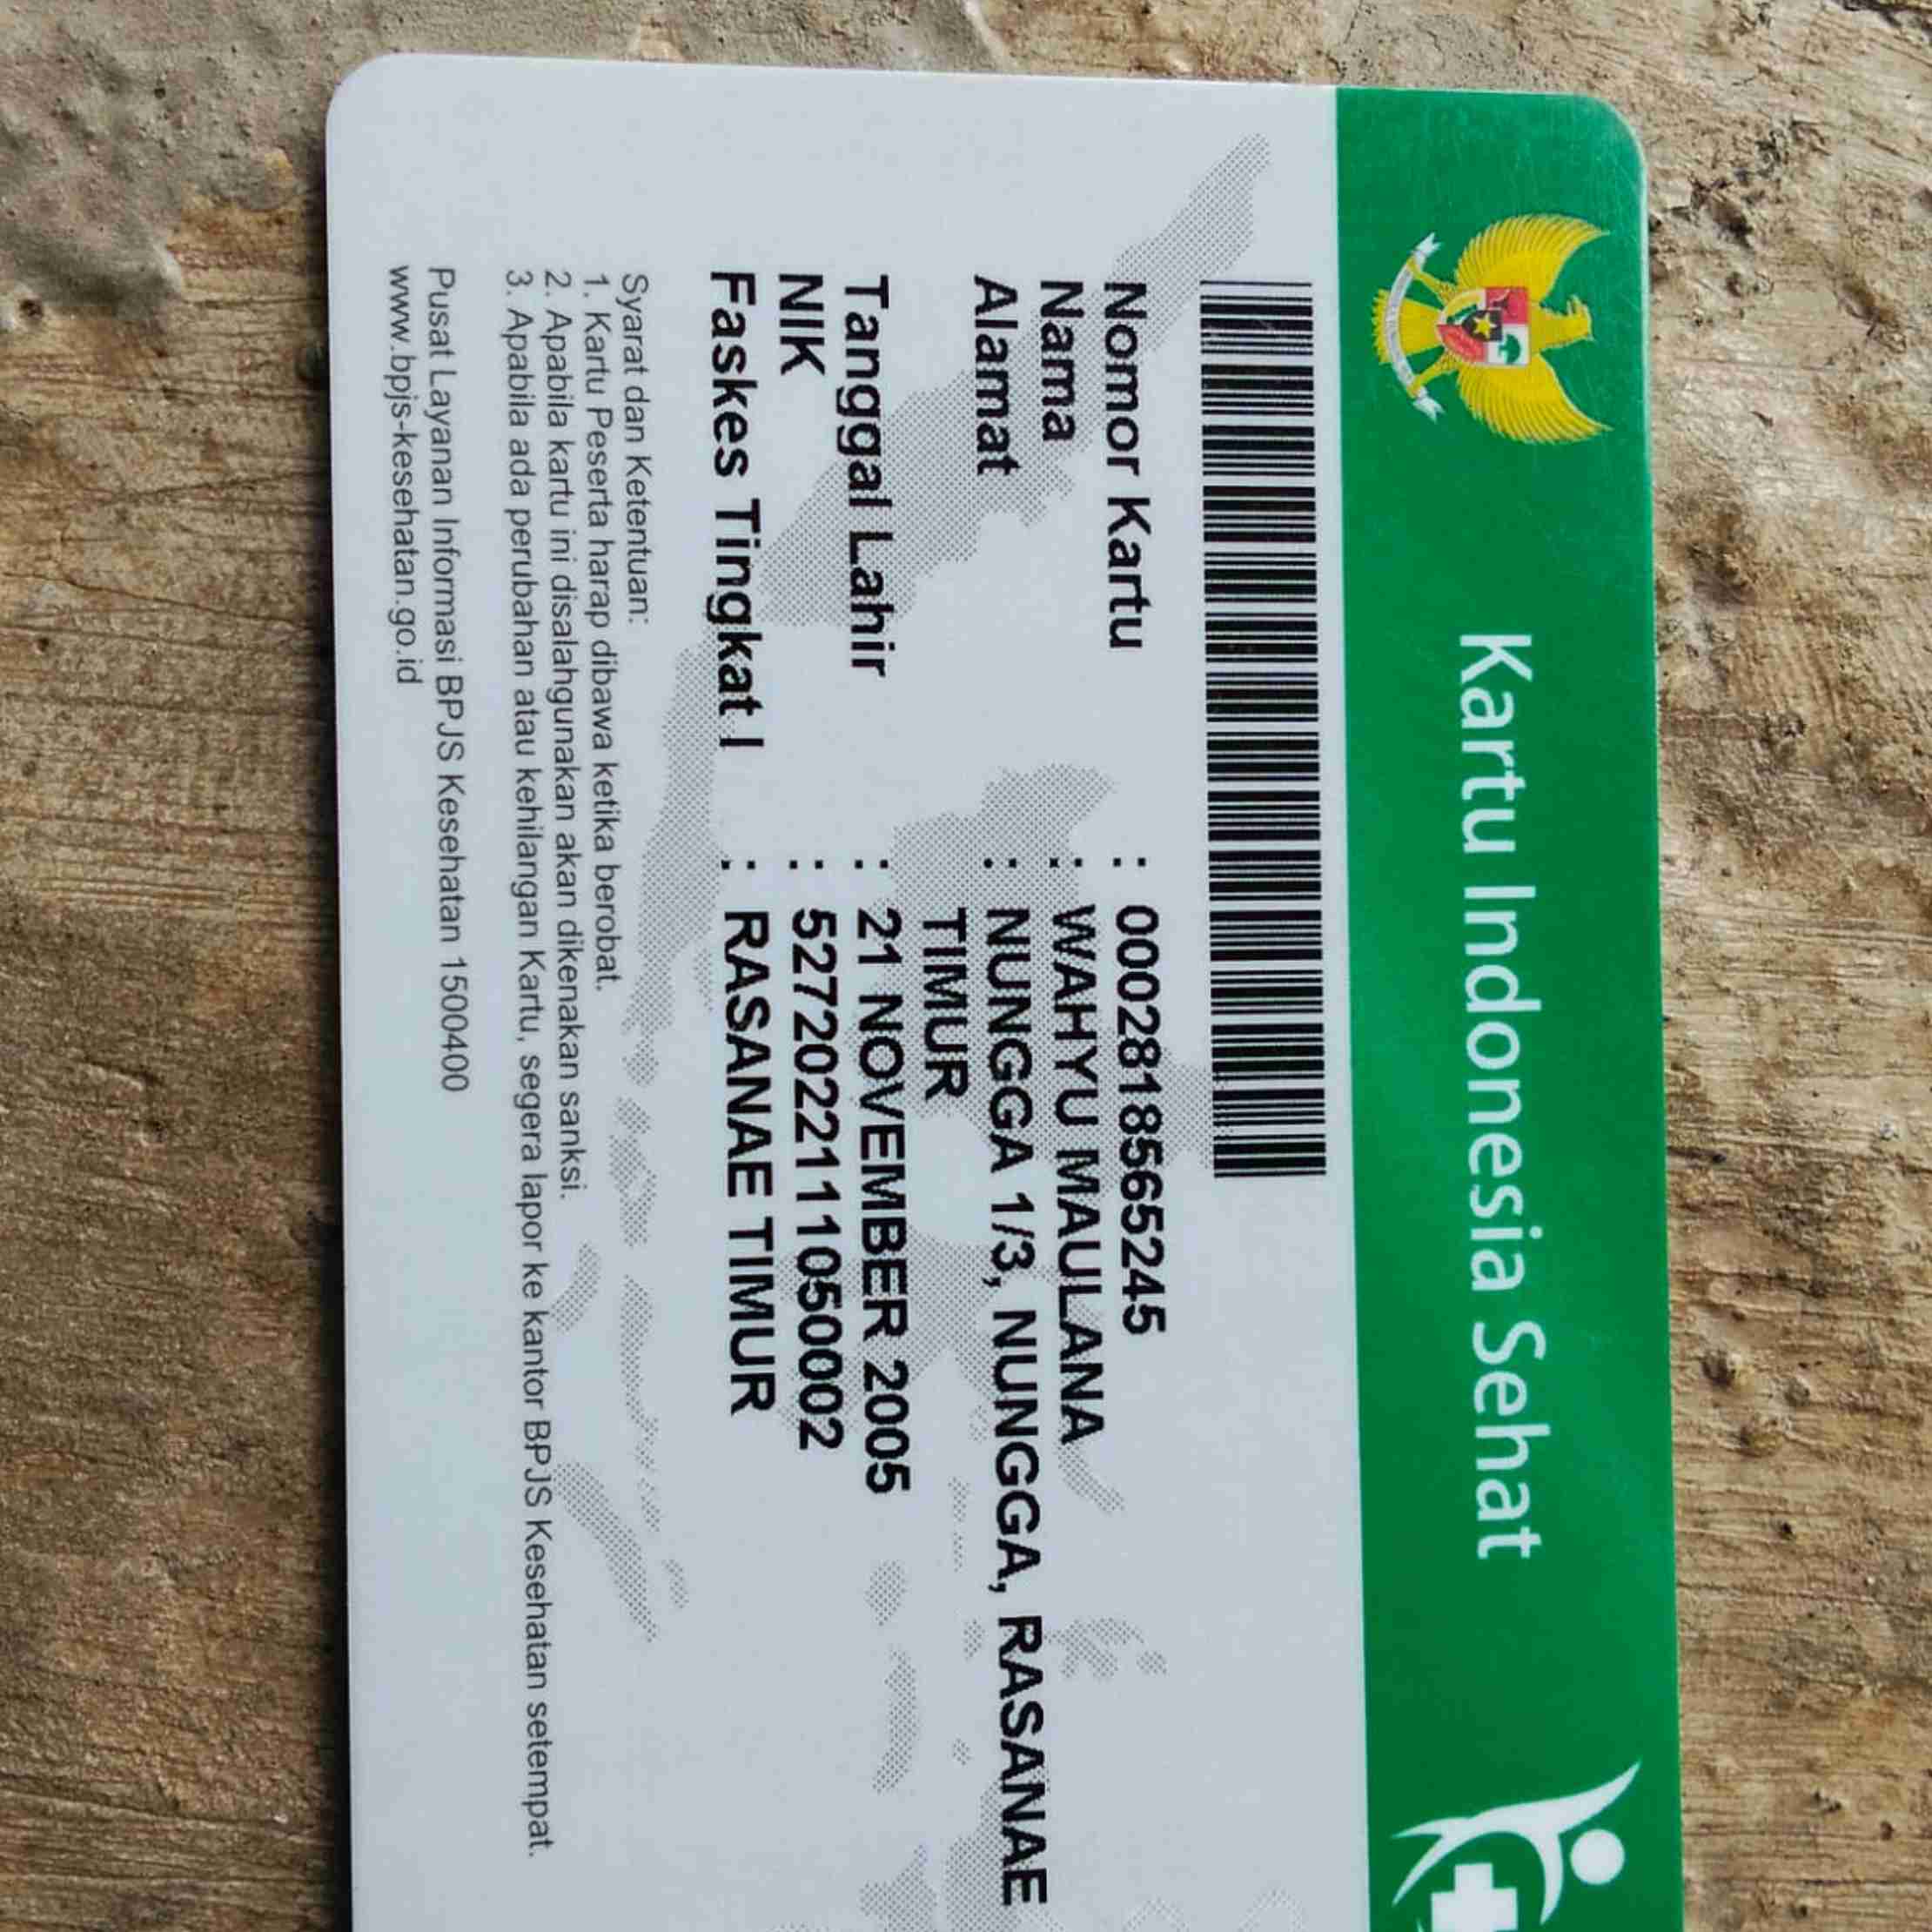 Kartu Indonesia Sehat
Nomor Kartu : 0002818565245
Nama : WAHYU MAULANA
Alamat : NUNGGA 1/3, NUNGGA, RASANAE
TIMUR
Tanggal Lahir : 21 NOVEMBER 2005
NIK : 5272022111050002
Faskes Tingkat I : RASANAE TIMUR
Syarat dan Ketentuan:
1. Kartu Peserta harap dibawa ketika berobat.
2. Apabila kartu ini disalahgunakan akan dikenakan sanksi.
3. Apabila ada perubahan atau kehilangan Kartu, segera lapor ke kantor BPJS Kesehatan setempat.
Pusat Layanan Informasi BPJS Kesehatan 1500400
www.bpjs-kesehatan.go.id